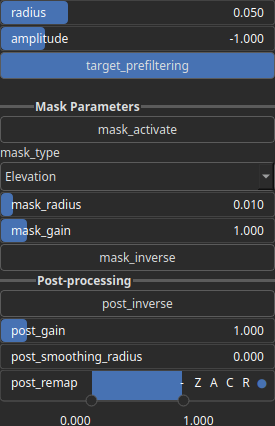 radius 0.050
amplitude -1.000
target_prefiltering
Mask Parameters
mask_activate
mask_type
Elevation
mask_radius 0.010
mask_gain 1.000
mask_inverse
Post-processing
post_inverse
post_gain 1.000
post_smoothing_radius 0.000
post_remap - Z A C R
0.000 1.000